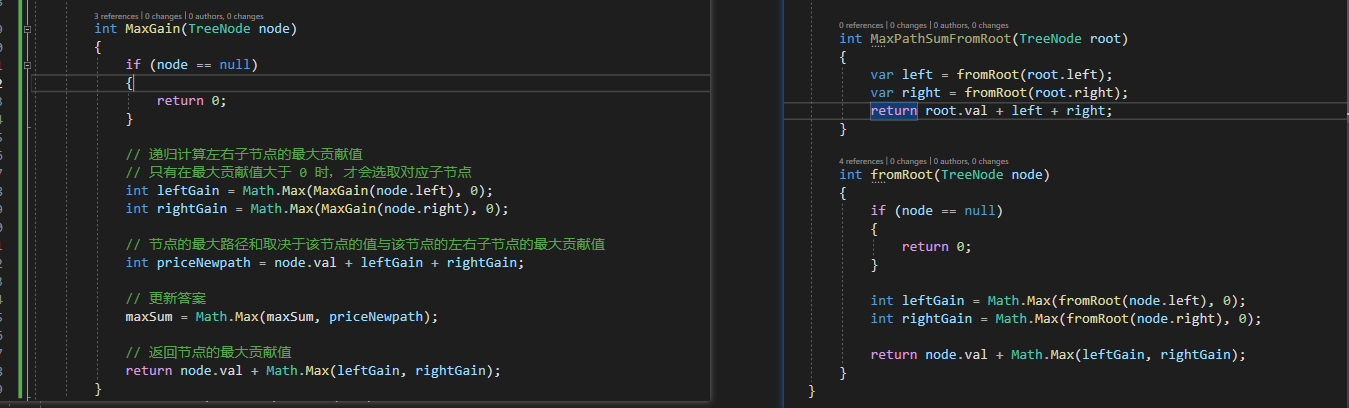 3 references | 0 changes | 0 authors, 0 changes
int MaxGain(TreeNode node)
{
if (node == null)
{
return 0;
}
// 递归计算左右子节点的最大贡献值
// 只有在最大贡献值大于 0 时，才会选取对应子节点
int leftGain = Math.Max(MaxGain(node.left), 0);
int rightGain = Math.Max(MaxGain(node.right), 0);
// 节点的最大路径和取决于该节点的值与该节点的左右子节点的最大贡献值
int priceNewpath = node.val + leftGain + rightGain;
// 更新答案
maxSum = Math.Max(maxSum, priceNewpath);
// 返回节点的最大贡献值
return node.val + Math.Max(leftGain, rightGain);
}
0 references | 0 changes | 0 authors, 0 changes
int MaxPathSumFromRoot(TreeNode root)
{
var left = fromRoot(root.left);
var right = fromRoot(root.right);
return root.val + left + right;
}
4 references | 0 changes | 0 authors, 0 changes
int fromRoot(TreeNode node)
{
if (node == null)
{
return 0;
}
int leftGain = Math.Max(fromRoot(node.left), 0);
int rightGain = Math.Max(fromRoot(node.right), 0);
return node.val + Math.Max(leftGain, rightGain);
}
}